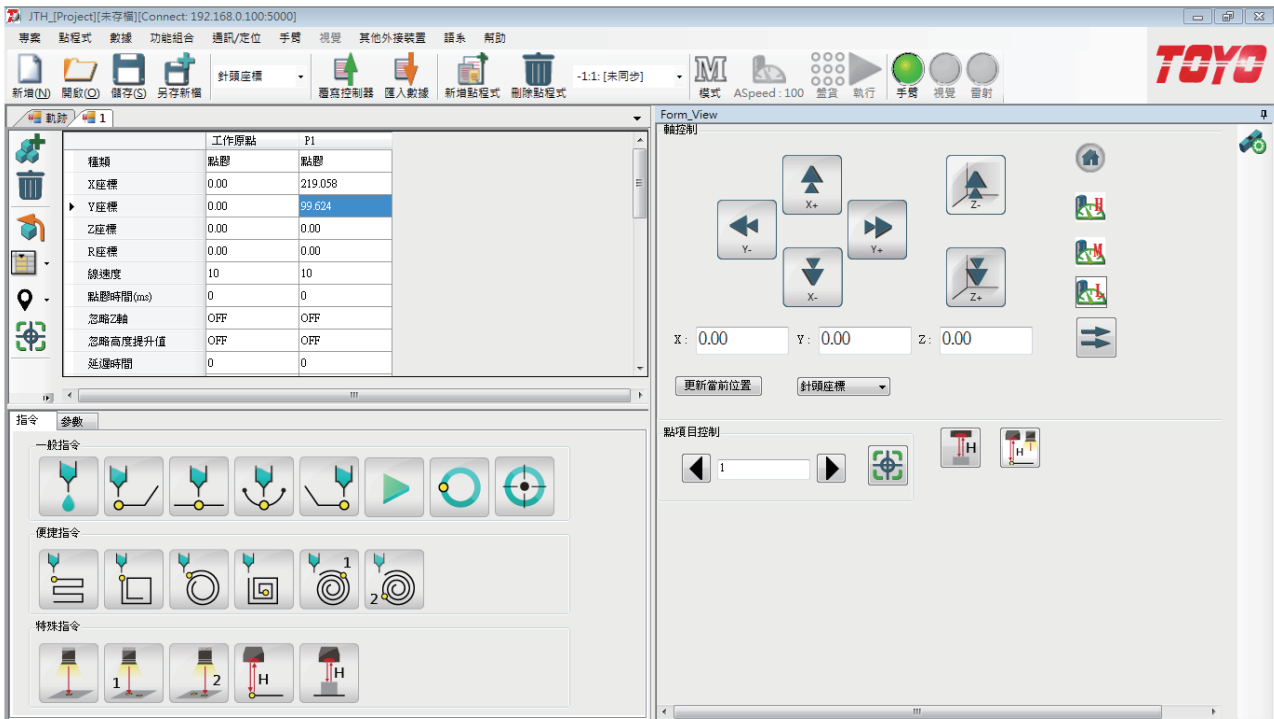 JTH_[Project][未存檔][Connect: 192.168.0.100:5000]
專案 點程式 數據 功能組合 通訊/定位 手臂 視覺 其他外接裝置 語系 幫助
新增(N) 開啟(O) 儲存(S) 另存新檔 針頭座標 覆寫控制器 匯入數據 新增點程式 刪除點程式 -1:1: [未同步] 模式 ASpeed : 100 盤貨 執行 手臂 視覺 雷射
TOYO
軌跡 1
工作原點 P1
種類 點膠 點膠
X座標 0.00 219.058
Y座標 0.00 99.624
Z座標 0.00 0.00
R座標 0.00 0.00
線速度 10 10
點膠時間(ms) 0 0
忽略Z軸 OFF OFF
忽略高度提升值 OFF OFF
延遲時間 0 0
指令 參數
一般指令
便捷指令
1
2
特殊指令
1
2
H
H
Form_View
軸控制
X+
Y-
Y+
X-
Z-
Z+
H
M
L
X : 0.00 Y : 0.00 Z : 0.00
更新當前位置 針頭座標
點項目控制
1
H
H